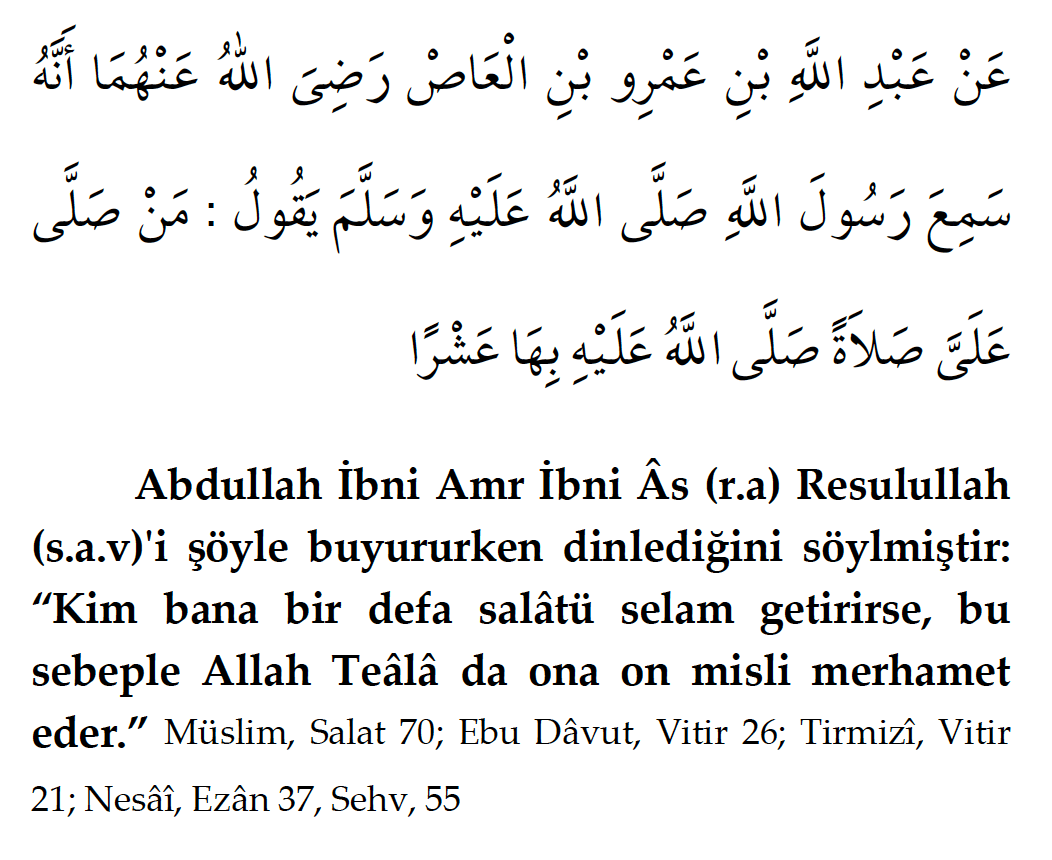 عَنْ عَبْدِ اللَّهِ بْنِ عَمْرِو بْنِ الْعَاصْ رَضِىَ اللهُ عَنْهُمَا أَنَّهُ
سَمِعَ رَسُولَ اللَّهِ صَلَّى اللَّهُ عَلَيْهِ وَسَلَّمَ يَقُولُ : مَنْ صَلَّى
عَلَىَّ صَلاَةً صَلَّى اللَّهُ عَلَيْهِ بِهَا عَشْرًا
Abdullah İbni Amr İbni Âs (r.a) Resulullah
(s.a.v)'i şöyle buyururken dinlediğini söylmiştir:
“Kim bana bir defa salâtü selam getirirse, bu
sebeple Allah Teâlâ da ona on misli merhamet
eder.” Müslim, Salat 70; Ebu Dâvut, Vitir 26; Tirmizî, Vitir
21; Nesâî, Ezân 37, Sehv, 55